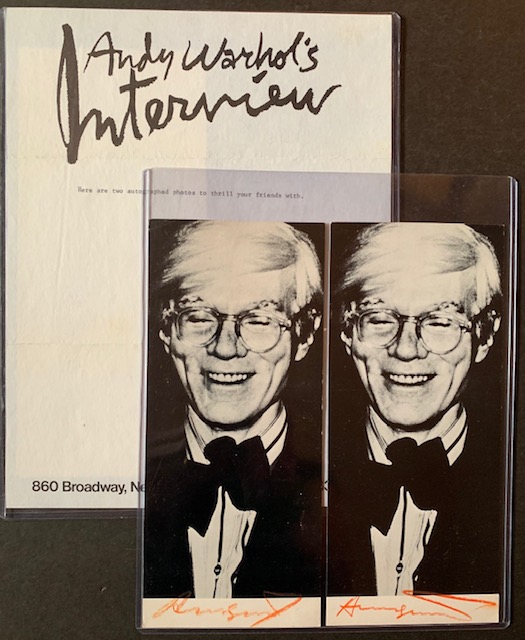 Andy Warhol's
Interview
Here are two autographed photos to thrill your friends with.
860 Broadway,